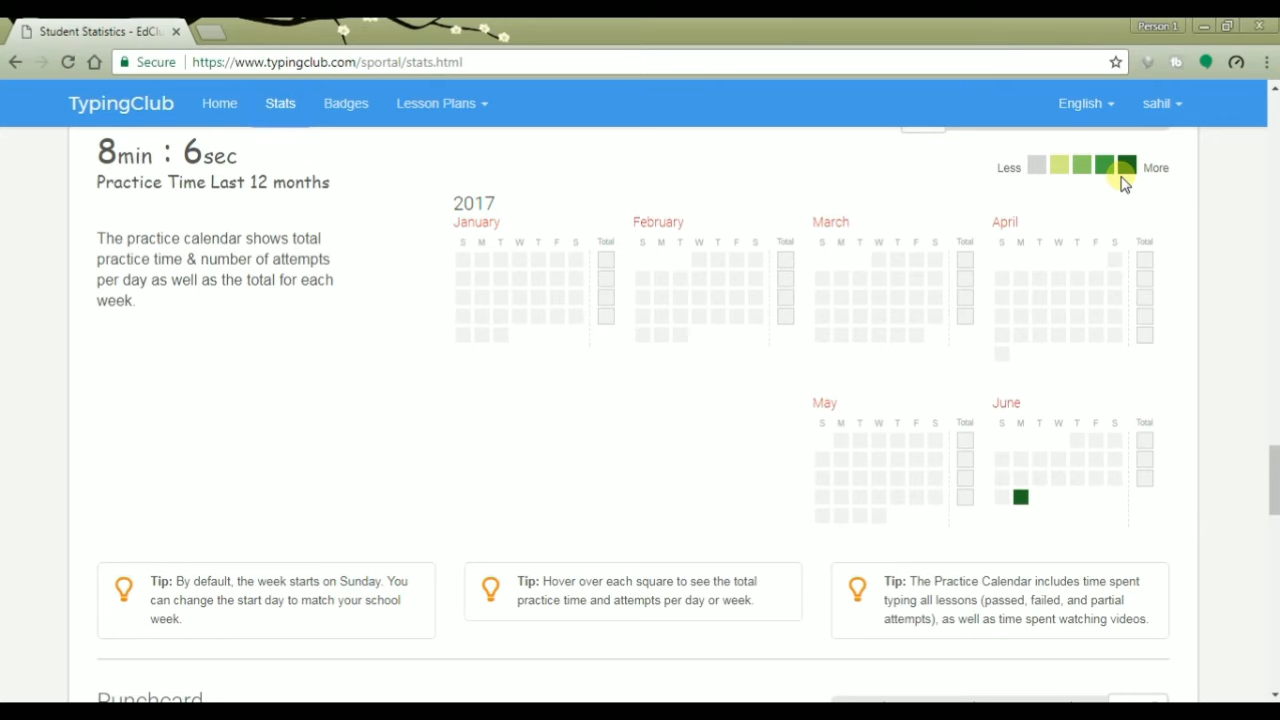 Student Statistics - EdClu
Person 1
Secure
https://www.typingclub.com/sportal/stats.html
TypingClub Home Stats Badges Lesson Plans English sahil
8min : 6sec
Practice Time Last 12 months
Less More
The practice calendar shows total
practice time & number of attempts
per day as well as the total for each
week.
2017
January February March April
S M T W T F S Total S M T W T F S Total S M T W T F S Total S M T W T F S Total
May June
S M T W T F S Total S M T W T F S Total
Tip: By default, the week starts on Sunday. You
can change the start day to match your school
week.
Tip: Hover over each square to see the total
practice time and attempts per day or week.
Tip: The Practice Calendar includes time spent
typing all lessons (passed, failed, and partial
attempts), as well as time spent watching videos.
Punchcard